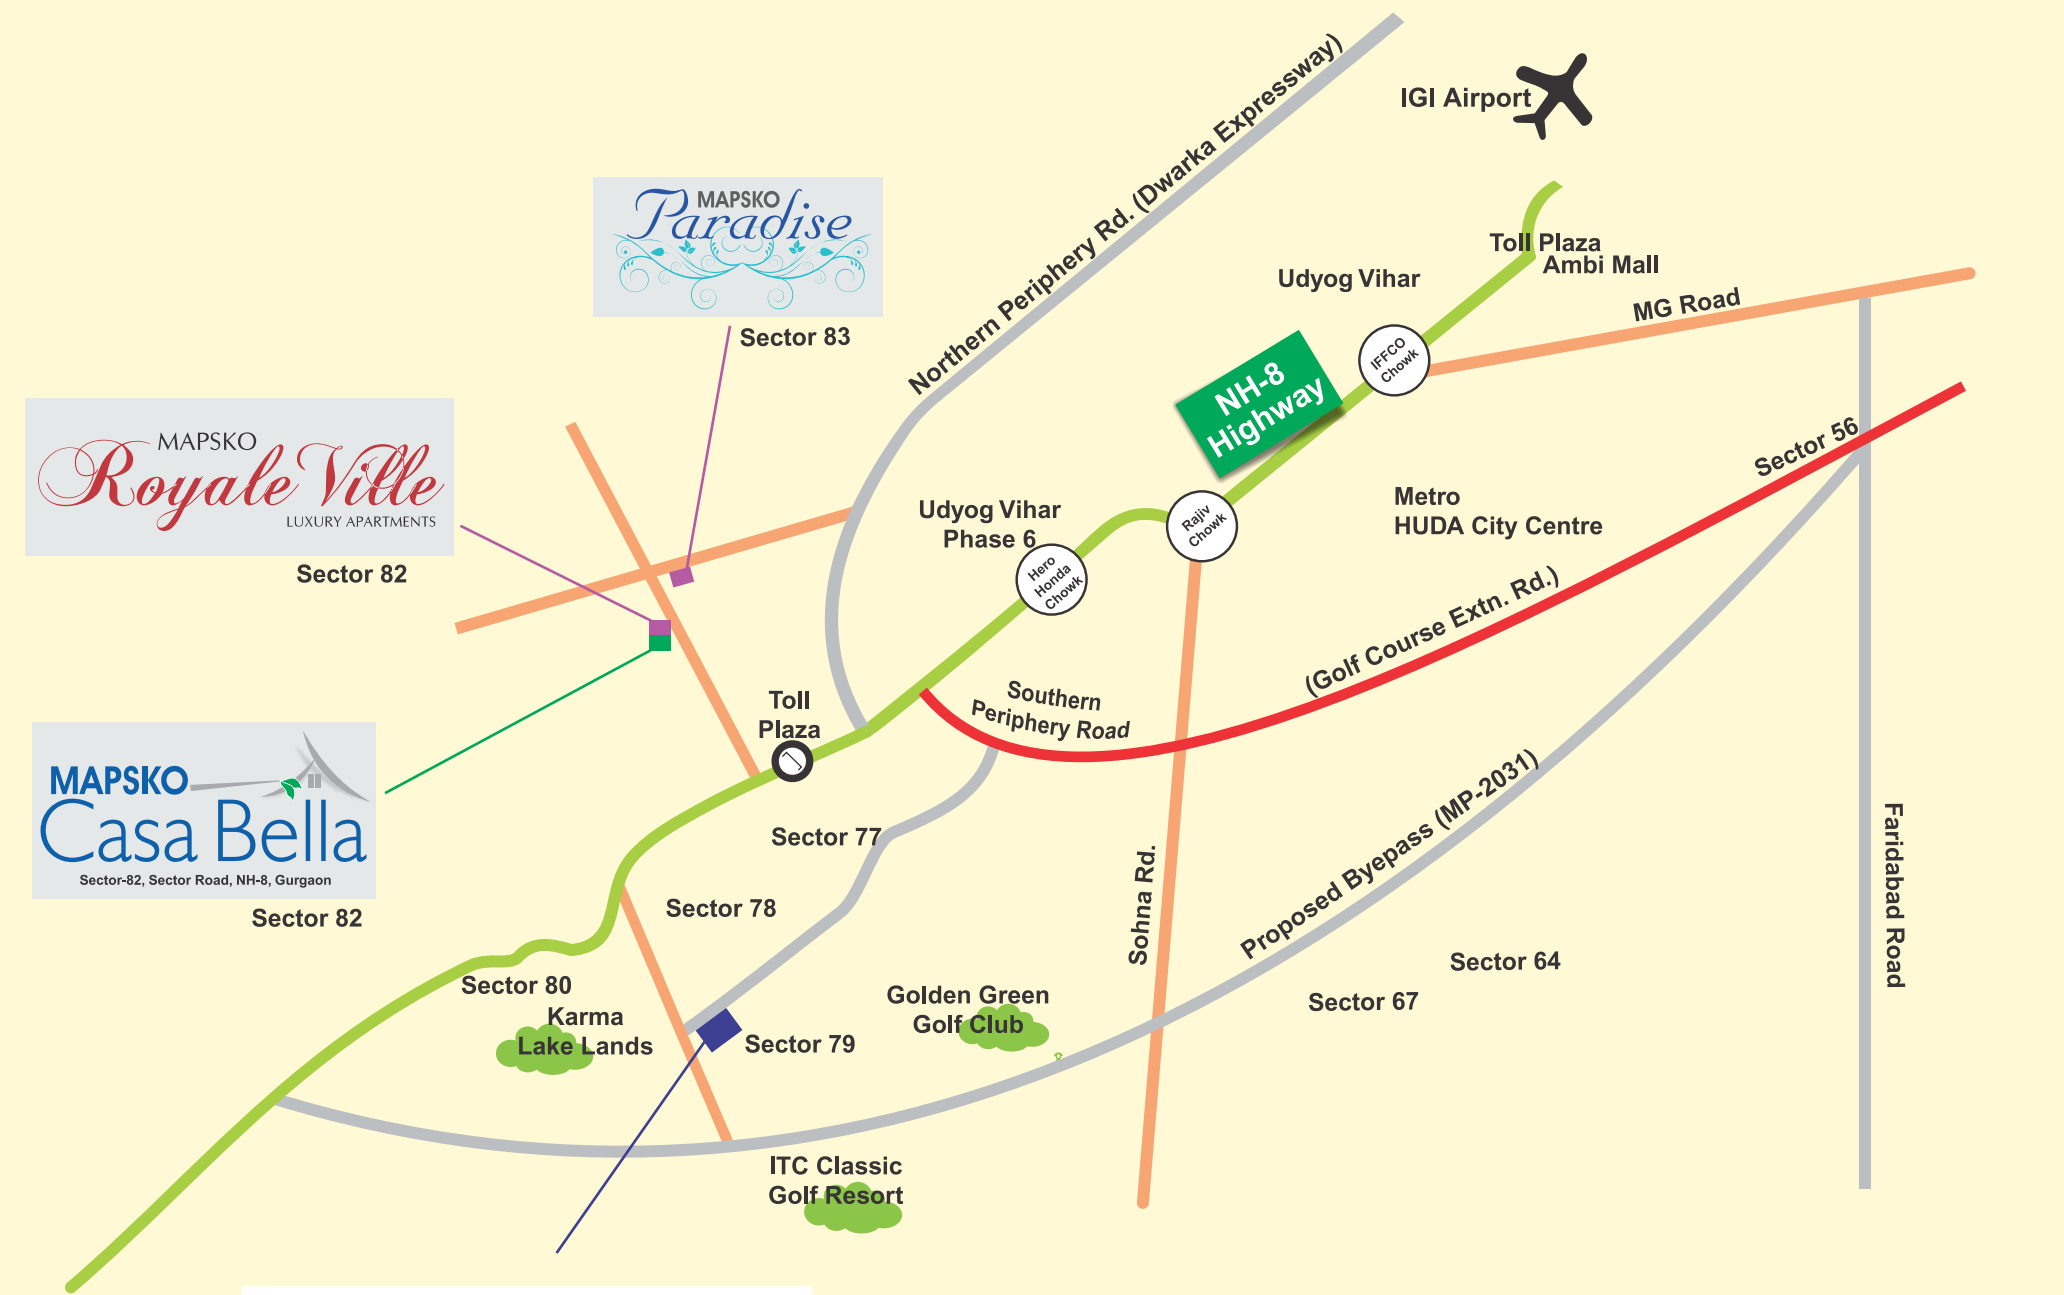 IGI Airport
Northern Periphery Rd. (Dwarka Expressway)
MAPSKO
Paradise
Sector 83
Toll Plaza
Ambi Mall
Udyog Vihar
MG Road
IFFCO
Chowk
NH-8
Highway
MAPSKO
Royale Ville
LUXURY APARTMENTS
Sector 82
Sector 56
Metro
HUDA City Centre
Rajiv
Chowk
Udyog Vihar
Phase 6
Hero
Honda
Chowk
(Golf Course Extn. Rd.)
Southern
Periphery Road
Toll
Plaza
MAPSKO
Casa Bella
Sector-82, Sector Road, NH-8, Gurgaon
Sector 82
Sector 77
Sector 78
Sohna Rd.
Proposed Byepass (MP-2031)
Faridabad Road
Sector 64
Sector 67
Sector 80
Karma
Lake Lands
Golden Green
Golf Club
Sector 79
ITC Classic
Golf Resort